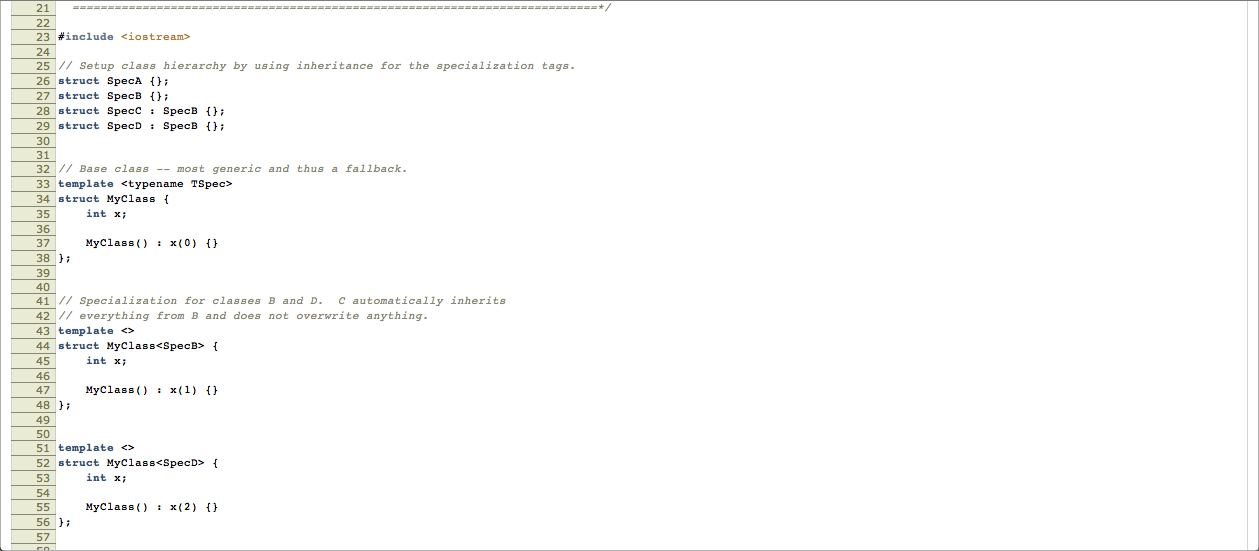 21   ===========================================================================*/
22
23 #include <iostream>
24
25 // Setup class hierarchy by using inheritance for the specialization tags.
26 struct SpecA {};
27 struct SpecB {};
28 struct SpecC : SpecB {};
29 struct SpecD : SpecB {};
30
31
32 // Base class -- most generic and thus a fallback.
33 template <typename TSpec>
34 struct MyClass {
35     int x;
36
37     MyClass() : x(0) {}
38 };
39
40
41 // Specialization for classes B and D.  C automatically inherits
42 // everything from B and does not overwrite anything.
43 template <>
44 struct MyClass<SpecB> {
45     int x;
46
47     MyClass() : x(1) {}
48 };
49
50
51 template <>
52 struct MyClass<SpecD> {
53     int x;
54
55     MyClass() : x(2) {}
56 };
57